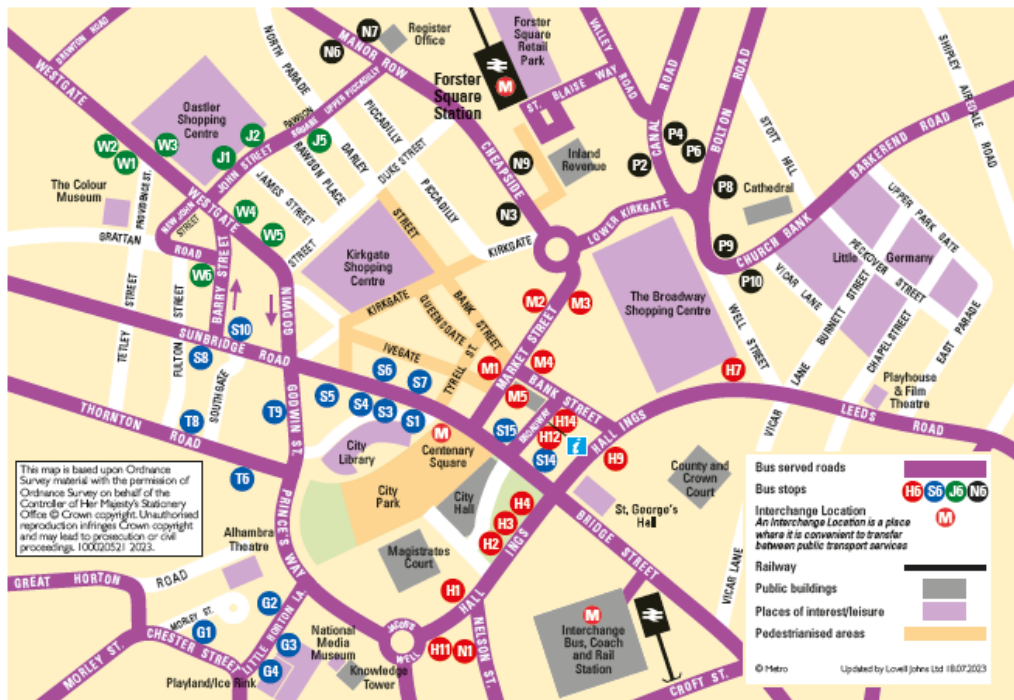 DREWTON ROAD
WESTGATE
NORTH PARADE
N6
N7
Register
Office
MANOR ROW
Forster
Square
Retail
Park
VALLEY ROAD
ROAD
ROAD
CANAL
BOLTON
STOTT HILL
SHIPLEY AIREDALE ROAD
BARKEREND ROAD
Forster
Square
Station
M
ST. BLAISE WAY
Oastler
Shopping
Centre
W2
W1
W3
J1
J2
J5
RAWSON
SQUARE
UPPER PICCADILLY
PICCADILLY
JOHN STREET
RAWSON PLACE
DARLEY
STREET
DUKE STREET
JAMES STREET
CHEAPSIDE
N9
N3
Inland
Revenue
P2
P4
P6
P8
Cathedral
P9
P10
CHURCH BANK
UPPER PARK GATE
PECKOVER STREET
Little
Germany
The Colour
Museum
PROVIDENCE ST.
NEW JOHN
STREET
WESTGATE
W4
W5
W6
GRATTAN
ROAD
BARRY STREET
STREET
PICCADILLY
KIRKGATE
LOWER KIRKGATE
Kirkgate
Shopping
Centre
KIRKGATE
BANK STREET
QUEENSGATE
TYRELL ST.
IVEGATE
M2
M3
MARKET STREET
M1
M4
M5
The Broadway
Shopping Centre
WELL STREET
VICAR LANE
BURNETT STREET
CHAPEL STREET
EAST PARADE
TETLEY STREET
FULTON STREET
SOUTHGATE
S10
S8
SUNBRIDGE ROAD
GODWIN
GODWIN ST.
S5
S6
S7
S4
S3
S1
T8
T9
T6
THORNTON ROAD
BANK STREET
BROADWAY
S15
H14
H12
S14
i
HALL INGS
H9
H7
LEEDS ROAD
VICAR LANE
Playhouse
& Film
Theatre
City
Library
M
Centenary
Square
City
Park
City
Hall
Magistrates
Court
H4
H3
H2
H1
HALL INGS
St. George's
Hall
County and
Crown
Court
BRIDGE STREET
VICAR LANE
This map is based upon Ordnance
Survey material with the permission of
Ordnance Survey on behalf of the
Controller of Her Majesty's Stationery
Office © Crown copyright. Unauthorised
reproduction infringes Crown copyright
and may lead to prosecution or civil
proceedings. 100020521 2023.
Alhambra
Theatre
PRINCE'S WAY
GREAT HORTON ROAD
MORLEY ST.
MORLEY ST.
CHESTER STREET
LITTLE HORTON LA.
G1
G2
G3
G4
National
Media
Museum
Playland/Ice Rink
Knowledge
Tower
JACOB'S
WELL
H11
N1
NELSON ST.
M
Interchange
Bus, Coach
and Rail
Station
CROFT ST.
Bus served roads
Bus stops
H6
S6
J6
N6
Interchange Location
An Interchange Location is a place
where it is convenient to transfer
between public transport services
M
Railway
Public buildings
Places of interest/leisure
Pedestrianised areas
© Metro
Updated by Lovell Johns Ltd 18.07.2023